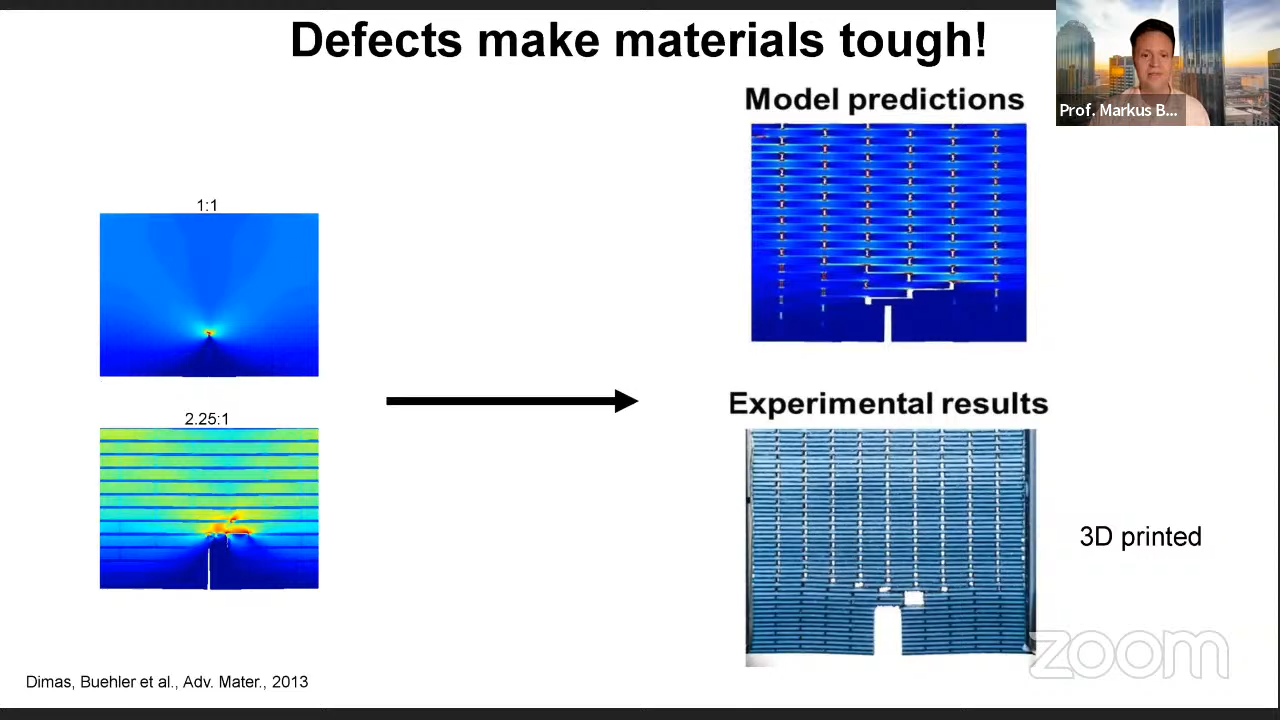 Defects make materials tough!
Prof. Markus B...
Model predictions
1:1
2.25:1
Experimental results
3D printed
zoom
Dimas, Buehler et al., Adv. Mater., 2013